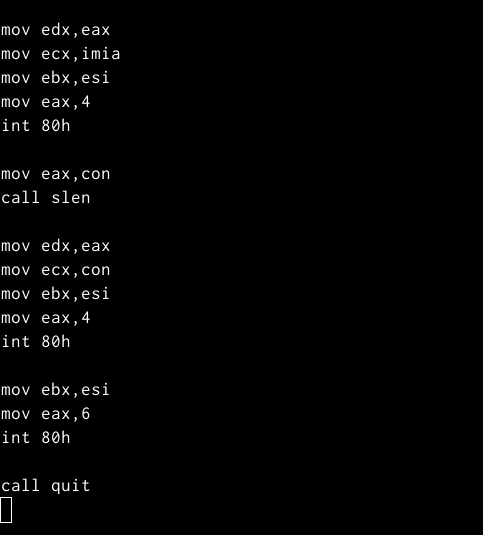 mov edx,eax
mov ecx,imia
mov ebx,esi
mov eax,4
int 80h
mov eax,con
call slen
mov edx,eax
mov ecx,con
mov ebx,esi
mov eax,4
int 80h
mov ebx,esi
mov eax,6
int 80h
call quit